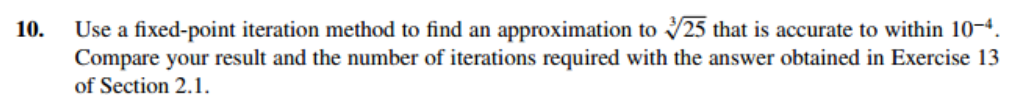 10. Use a fixed-point iteration method to find an approximation to ∛25 that is accurate to within 10⁻⁴.
Compare your result and the number of iterations required with the answer obtained in Exercise 13
of Section 2.1.